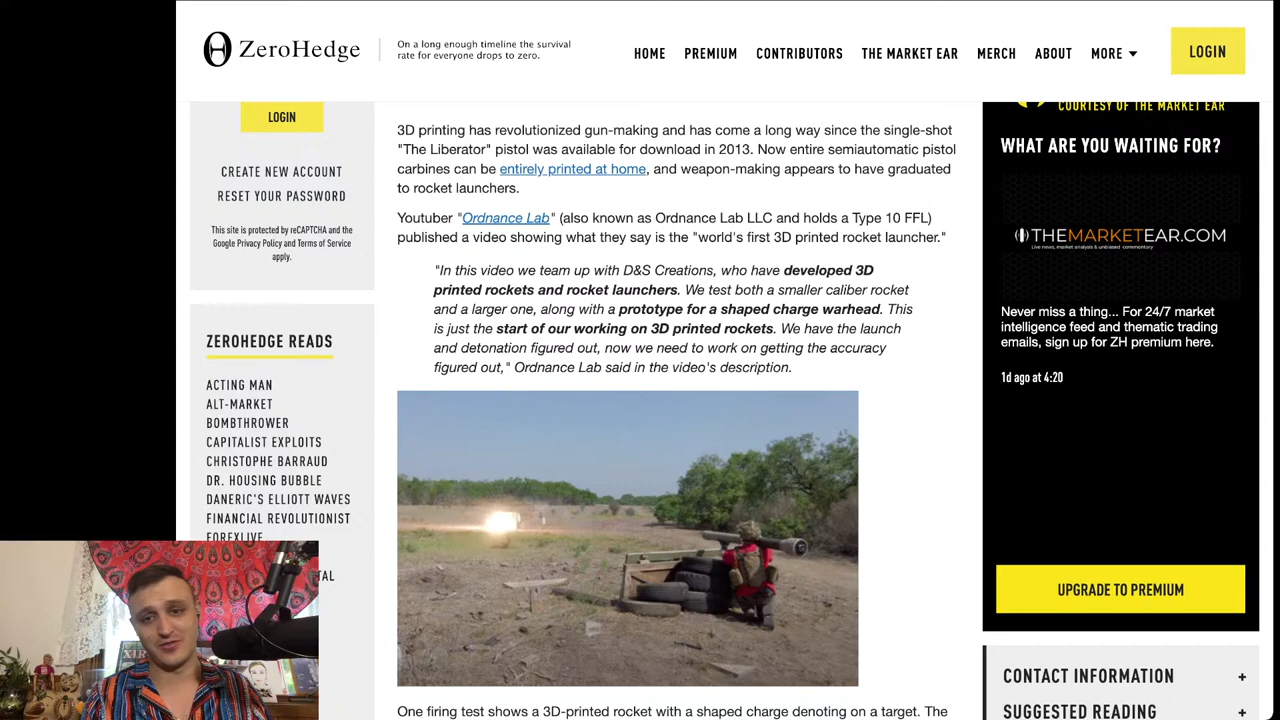 ZeroHedge
On a long enough timeline the survival
rate for everyone drops to zero.
HOME PREMIUM CONTRIBUTORS THE MARKET EAR MERCH ABOUT MORE
LOGIN
LOGIN
CREATE NEW ACCOUNT
RESET YOUR PASSWORD
This site is protected by reCAPTCHA and the
Google Privacy Policy and Terms of Service
apply.
ZEROHEDGE READS
ACTING MAN
ALT-MARKET
BOMBTHROWER
CAPITALIST EXPLOITS
CHRISTOPHE BARRAUD
DR. HOUSING BUBBLE
DANERIC'S ELLIOTT WAVES
FINANCIAL REVOLUTIONIST
FOREXLIVE
TAL
3D printing has revolutionized gun-making and has come a long way since the single-shot
"The Liberator" pistol was available for download in 2013. Now entire semiautomatic pistol
carbines can be entirely printed at home, and weapon-making appears to have graduated
to rocket launchers.
Youtuber "Ordnance Lab" (also known as Ordnance Lab LLC and holds a Type 10 FFL)
published a video showing what they say is the "world's first 3D printed rocket launcher."
"In this video we team up with D&S Creations, who have developed 3D
printed rockets and rocket launchers. We test both a smaller caliber rocket
and a larger one, along with a prototype for a shaped charge warhead. This
is just the start of our working on 3D printed rockets. We have the launch
and detonation figured out, now we need to work on getting the accuracy
figured out," Ordnance Lab said in the video's description.
One firing test shows a 3D-printed rocket with a shaped charge denoting on a target. The
COURTESY OF THE MARKET EAR
WHAT ARE YOU WAITING FOR?
THEMARKETEAR.COM
Live news, market analysis & unbiased commentary
Never miss a thing... For 24/7 market
intelligence feed and thematic trading
emails, sign up for ZH premium here.
1d ago at 4:20
UPGRADE TO PREMIUM
CONTACT INFORMATION +
SUGGESTED READING +